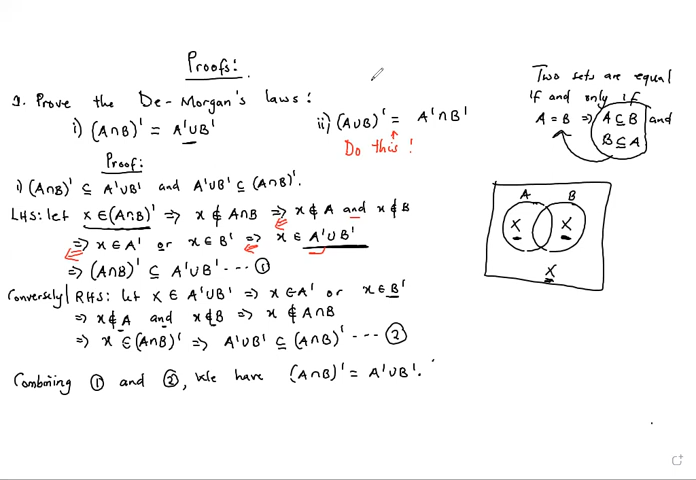 Proofs:
Q. Prove the De-Morgan's laws:
i) (A∩B)' = A'∪B'
ii) (A∪B)' = A'∩B'
Do this!
Two sets are equal
if and only if
A = B ⇒ A ⊆ B and
B ⊆ A
Proof:
i) (A∩B)' ⊆ A'∪B' and A'∪B' ⊆ (A∩B)'.
LHS: let x ∈ (A∩B)' ⇒ x ∉ A∩B ⇒ x ∉ A and x ∉ B
⇒ x ∈ A' or x ∈ B' ⇒ x ∈ A'∪B'
⇒ (A∩B)' ⊆ A'∪B' --- ①
Conversely / RHS: let x ∈ A'∪B' ⇒ x ∈ A' or x ∈ B'
⇒ x ∉ A and x ∉ B ⇒ x ∉ A∩B
⇒ x ∈ (A∩B)' ⇒ A'∪B' ⊆ (A∩B)' --- ②
Combining ① and ②, we have (A∩B)' = A'∪B'.
A B
x x
x